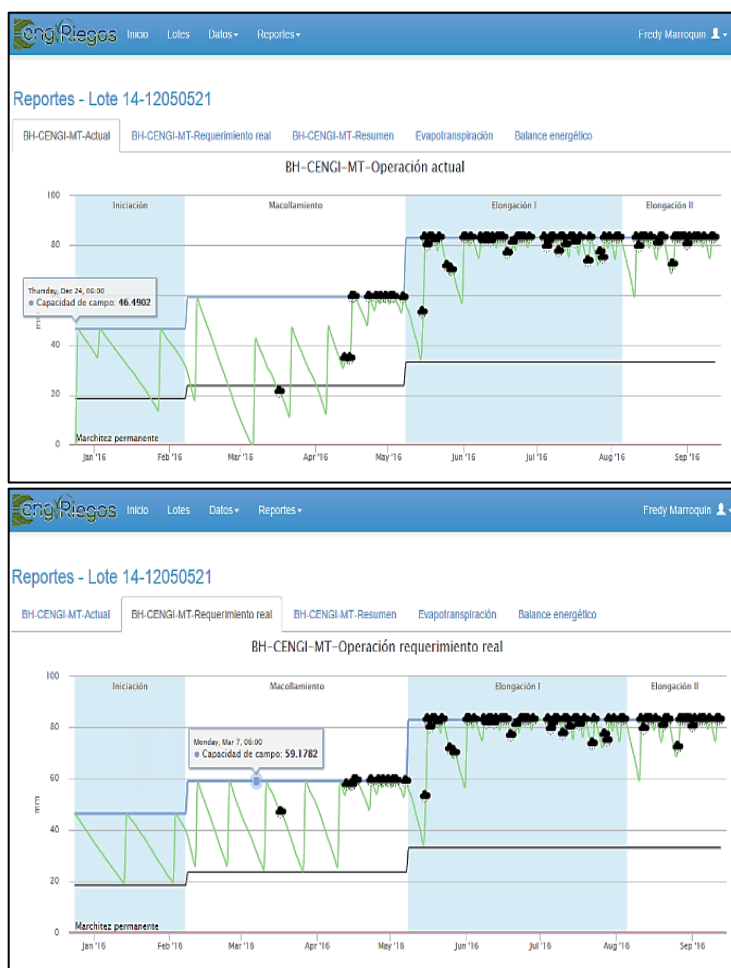 CengiRiegos Inicio Lotes Datos Reportes Fredy Marroquin
Reportes - Lote 14-12050521
BH-CENGI-MT-Actual BH-CENGI-MT-Requerimiento real BH-CENGI-MT-Resumen Evapotranspiración Balance energético
BH-CENGI-MT-Operación actual
100
Iniciación Macollamiento Elongación I Elongación II
80
Thursday, Dec 24, 06:00
Capacidad de campo: 46.4902
60
mm
40
20
Marchitez permanente
0
Jan '16 Feb '16 Mar '16 Apr '16 May '16 Jun '16 Jul '16 Aug '16 Sep '16
CengiRiegos Inicio Lotes Datos Reportes Fredy Marroquin
Reportes - Lote 14-12050521
BH-CENGI-MT-Actual BH-CENGI-MT-Requerimiento real BH-CENGI-MT-Resumen Evapotranspiración Balance energético
BH-CENGI-MT-Operación requerimiento real
100
Iniciación Macollamiento Elongación I Elongación II
80
Monday, Mar 7, 06:00
Capacidad de campo: 59.1782
60
mm
40
20
Marchitez permanente
0
Jan '16 Feb '16 Mar '16 Apr '16 May '16 Jun '16 Jul '16 Aug '16 Sep '16